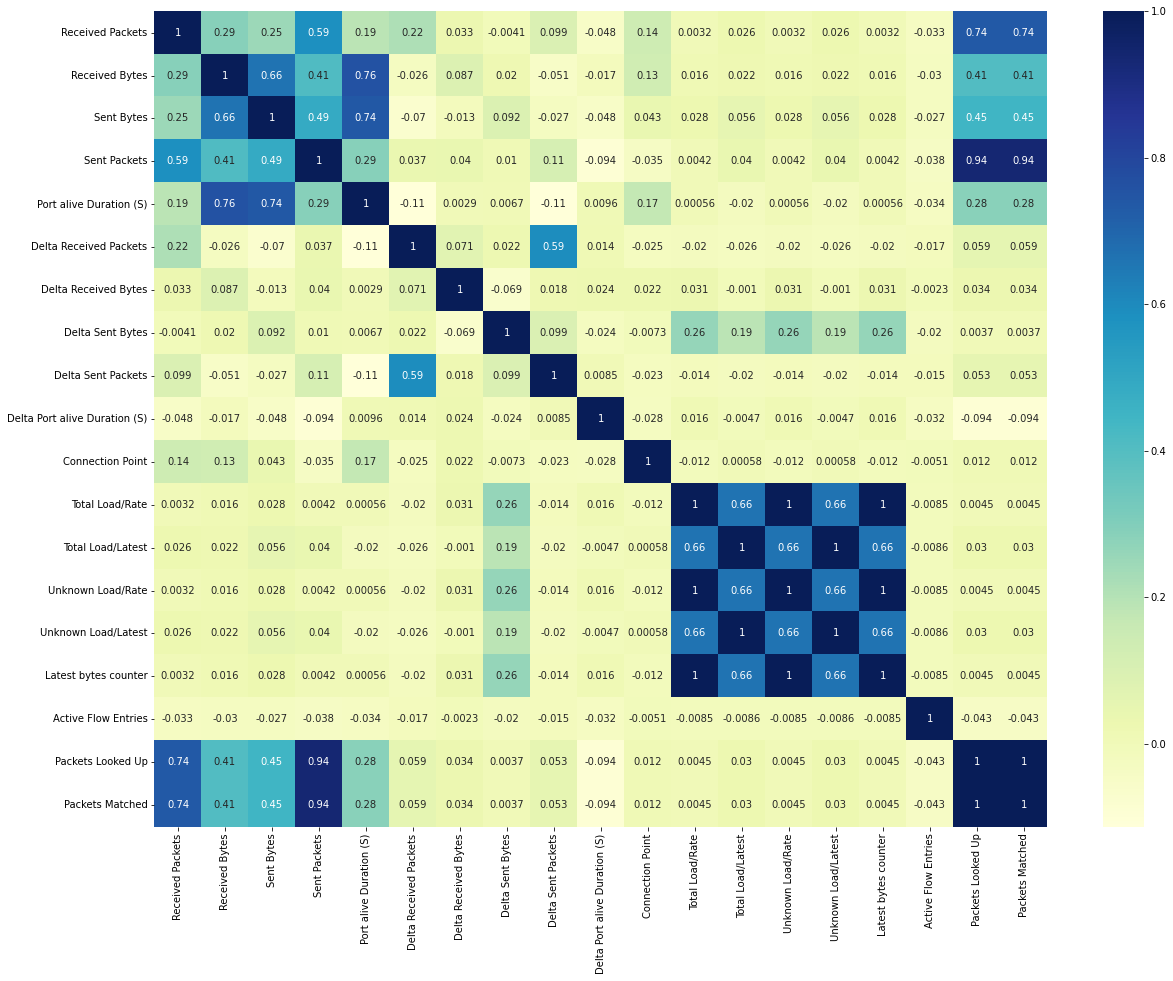 Received Packets 1 0.29 0.25 0.59 0.19 0.22 0.033 -0.0041 0.099 -0.048 0.14 0.0032 0.026 0.0032 0.026 0.0032 -0.033 0.74 0.74
Received Bytes 0.29 1 0.66 0.41 0.76 -0.026 0.087 0.02 -0.051 -0.017 0.13 0.016 0.022 0.016 0.022 0.016 -0.03 0.41 0.41
Sent Bytes 0.25 0.66 1 0.49 0.74 -0.07 -0.013 0.092 -0.027 -0.048 0.043 0.028 0.056 0.028 0.056 0.028 -0.027 0.45 0.45
Sent Packets 0.59 0.41 0.49 1 0.29 0.037 0.04 0.01 0.11 -0.094 -0.035 0.0042 0.04 0.0042 0.04 0.0042 -0.038 0.94 0.94
Port alive Duration (S) 0.19 0.76 0.74 0.29 1 -0.11 0.0029 0.0067 -0.11 0.0096 0.17 0.00056 -0.02 0.00056 -0.02 0.00056 -0.034 0.28 0.28
Delta Received Packets 0.22 -0.026 -0.07 0.037 -0.11 1 0.071 0.022 0.59 0.014 -0.025 -0.02 -0.026 -0.02 -0.026 -0.02 -0.017 0.059 0.059
Delta Received Bytes 0.033 0.087 -0.013 0.04 0.0029 0.071 1 -0.069 0.018 0.024 0.022 0.031 -0.001 0.031 -0.001 0.031 -0.0023 0.034 0.034
Delta Sent Bytes -0.0041 0.02 0.092 0.01 0.0067 0.022 -0.069 1 0.099 -0.024 -0.0073 0.26 0.19 0.26 0.19 0.26 -0.02 0.0037 0.0037
Delta Sent Packets 0.099 -0.051 -0.027 0.11 -0.11 0.59 0.018 0.099 1 0.0085 -0.023 -0.014 -0.02 -0.014 -0.02 -0.014 -0.015 0.053 0.053
Delta Port alive Duration (S) -0.048 -0.017 -0.048 -0.094 0.0096 0.014 0.024 -0.024 0.0085 1 -0.028 0.016 -0.0047 0.016 -0.0047 0.016 -0.032 -0.094 -0.094
Connection Point 0.14 0.13 0.043 -0.035 0.17 -0.025 0.022 -0.0073 -0.023 -0.028 1 -0.012 0.00058 -0.012 0.00058 -0.012 -0.0051 0.012 0.012
Total Load/Rate 0.0032 0.016 0.028 0.0042 0.00056 -0.02 0.031 0.26 -0.014 0.016 -0.012 1 0.66 1 0.66 1 -0.0085 0.0045 0.0045
Total Load/Latest 0.026 0.022 0.056 0.04 -0.02 -0.026 -0.001 0.19 -0.02 -0.0047 0.00058 0.66 1 0.66 1 0.66 -0.0086 0.03 0.03
Unknown Load/Rate 0.0032 0.016 0.028 0.0042 0.00056 -0.02 0.031 0.26 -0.014 0.016 -0.012 1 0.66 1 0.66 1 -0.0085 0.0045 0.0045
Unknown Load/Latest 0.026 0.022 0.056 0.04 -0.02 -0.026 -0.001 0.19 -0.02 -0.0047 0.00058 0.66 1 0.66 1 0.66 -0.0086 0.03 0.03
Latest bytes counter 0.0032 0.016 0.028 0.0042 0.00056 -0.02 0.031 0.26 -0.014 0.016 -0.012 1 0.66 1 0.66 1 -0.0085 0.0045 0.0045
Active Flow Entries -0.033 -0.03 -0.027 -0.038 -0.034 -0.017 -0.0023 -0.02 -0.015 -0.032 -0.0051 -0.0085 -0.0086 -0.0085 -0.0086 -0.0085 1 -0.043 -0.043
Packets Looked Up 0.74 0.41 0.45 0.94 0.28 0.059 0.034 0.0037 0.053 -0.094 0.012 0.0045 0.03 0.0045 0.03 0.0045 -0.043 1 1
Packets Matched 0.74 0.41 0.45 0.94 0.28 0.059 0.034 0.0037 0.053 -0.094 0.012 0.0045 0.03 0.0045 0.03 0.0045 -0.043 1 1
Received Packets
Received Bytes
Sent Bytes
Sent Packets
Port alive Duration (S)
Delta Received Packets
Delta Received Bytes
Delta Sent Bytes
Delta Sent Packets
Delta Port alive Duration (S)
Connection Point
Total Load/Rate
Total Load/Latest
Unknown Load/Rate
Unknown Load/Latest
Latest bytes counter
Active Flow Entries
Packets Looked Up
Packets Matched
1.0
0.8
0.6
0.4
0.2
0.0